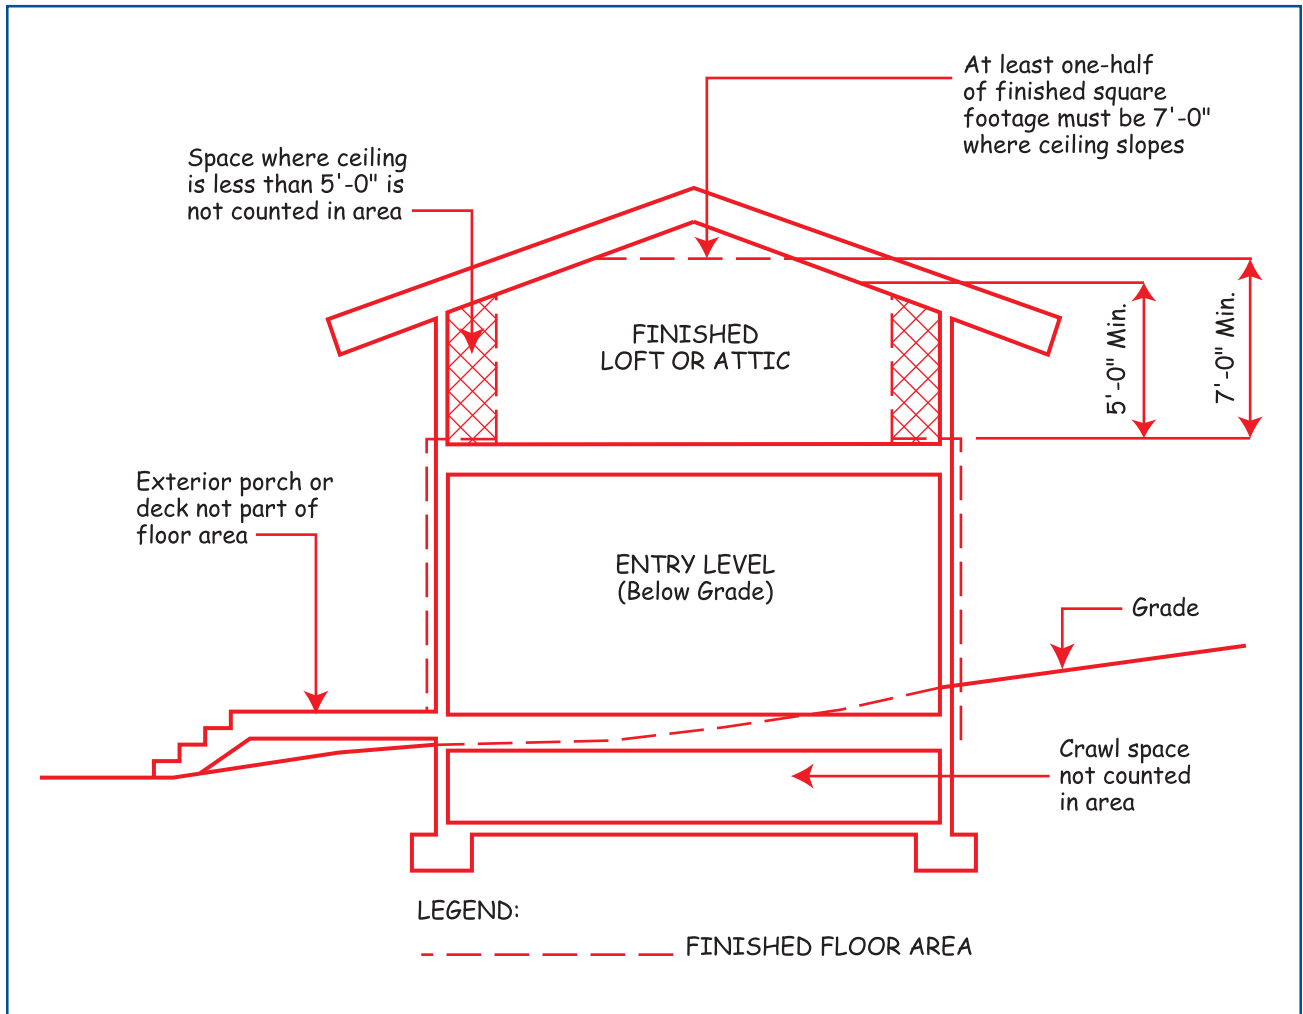 At least one-half
of finished square
footage must be 7'-0"
where ceiling slopes
Space where ceiling
is less than 5'-0" is
not counted in area
FINISHED
LOFT OR ATTIC
5'-0" Min.
7'-0" Min.
Exterior porch or
deck not part of
floor area
ENTRY LEVEL
(Below Grade)
Grade
Crawl space
not counted
in area
LEGEND:
FINISHED FLOOR AREA